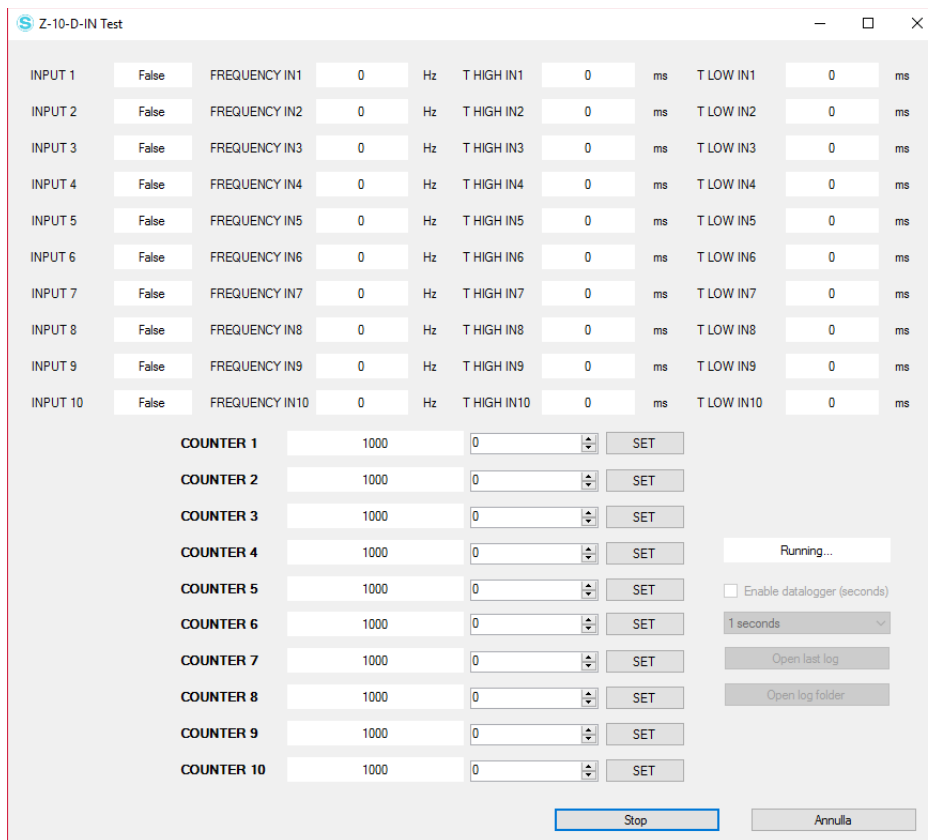 S Z-10-D-IN Test
INPUT 1 False FREQUENCY IN1 0 Hz T HIGH IN1 0 ms T LOW IN1 0 ms
INPUT 2 False FREQUENCY IN2 0 Hz T HIGH IN2 0 ms T LOW IN2 0 ms
INPUT 3 False FREQUENCY IN3 0 Hz T HIGH IN3 0 ms T LOW IN3 0 ms
INPUT 4 False FREQUENCY IN4 0 Hz T HIGH IN4 0 ms T LOW IN4 0 ms
INPUT 5 False FREQUENCY IN5 0 Hz T HIGH IN5 0 ms T LOW IN5 0 ms
INPUT 6 False FREQUENCY IN6 0 Hz T HIGH IN6 0 ms T LOW IN6 0 ms
INPUT 7 False FREQUENCY IN7 0 Hz T HIGH IN7 0 ms T LOW IN7 0 ms
INPUT 8 False FREQUENCY IN8 0 Hz T HIGH IN8 0 ms T LOW IN8 0 ms
INPUT 9 False FREQUENCY IN9 0 Hz T HIGH IN9 0 ms T LOW IN9 0 ms
INPUT 10 False FREQUENCY IN10 0 Hz T HIGH IN10 0 ms T LOW IN10 0 ms
COUNTER 1 1000 0 SET
COUNTER 2 1000 0 SET
COUNTER 3 1000 0 SET
COUNTER 4 1000 0 SET Running...
COUNTER 5 1000 0 SET Enable datalogger (seconds)
COUNTER 6 1000 0 SET 1 seconds
COUNTER 7 1000 0 SET Open last log
COUNTER 8 1000 0 SET Open log folder
COUNTER 9 1000 0 SET
COUNTER 10 1000 0 SET
Stop Annulla